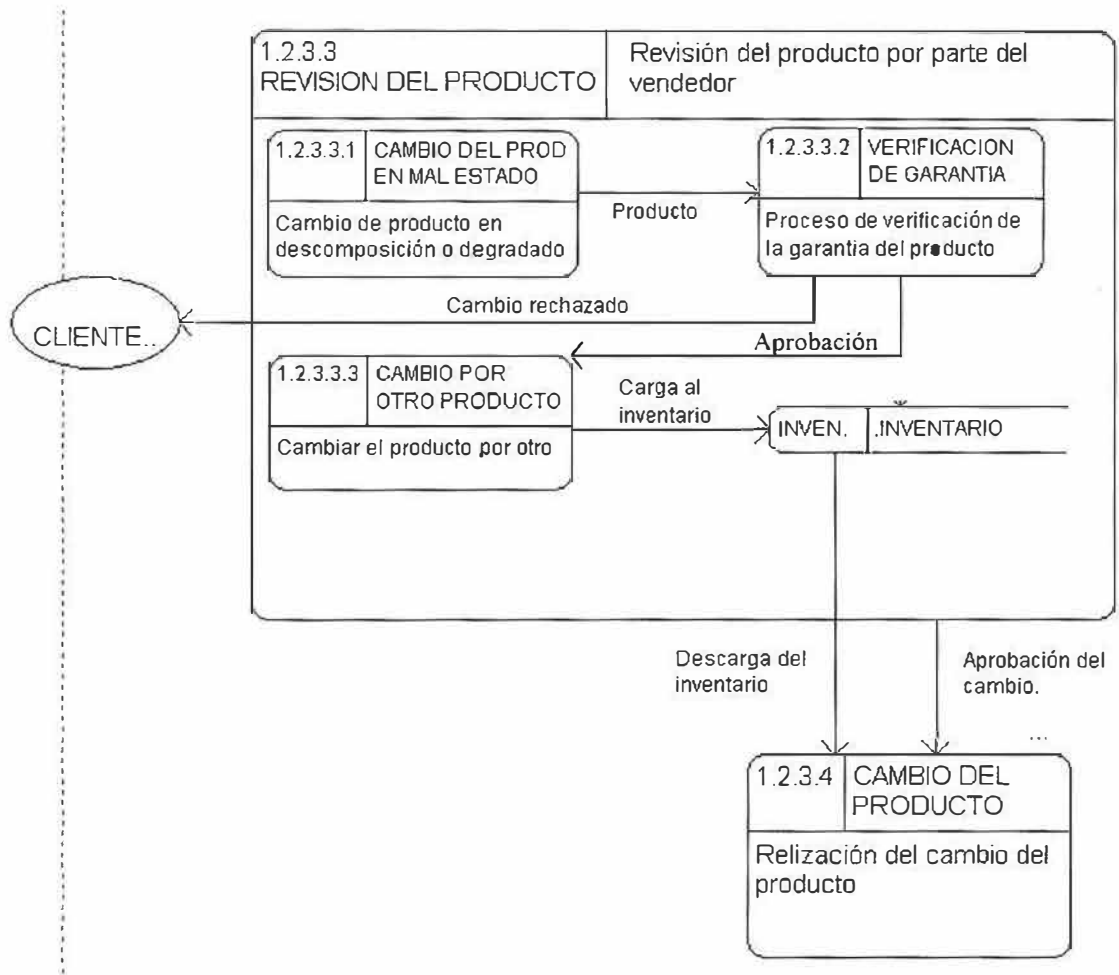 1.2.3.3
REVISION DEL PRODUCTO
Revisión del producto por parte del
vendedor
1.2.3.3.1
CAMBIO DEL PROD
EN MAL ESTADO
Cambio de producto en
descomposición o degradado
Producto
1.2.3.3.2
VERIFICACION
DE GARANTIA
Proceso de verificación de
la garantia del producto
Cambio rechazado
CLIENTE..
Aprobación
1.2.3.3.3
CAMBIO POR
OTRO PRODUCTO
Cambiar el producto por otro
Carga al
inventario
INVEN.
.INVENTARIO
Descarga del
inventario
Aprobación del
cambio.
...
1.2.3.4
CAMBIO DEL
PRODUCTO
Relización del cambio del
producto